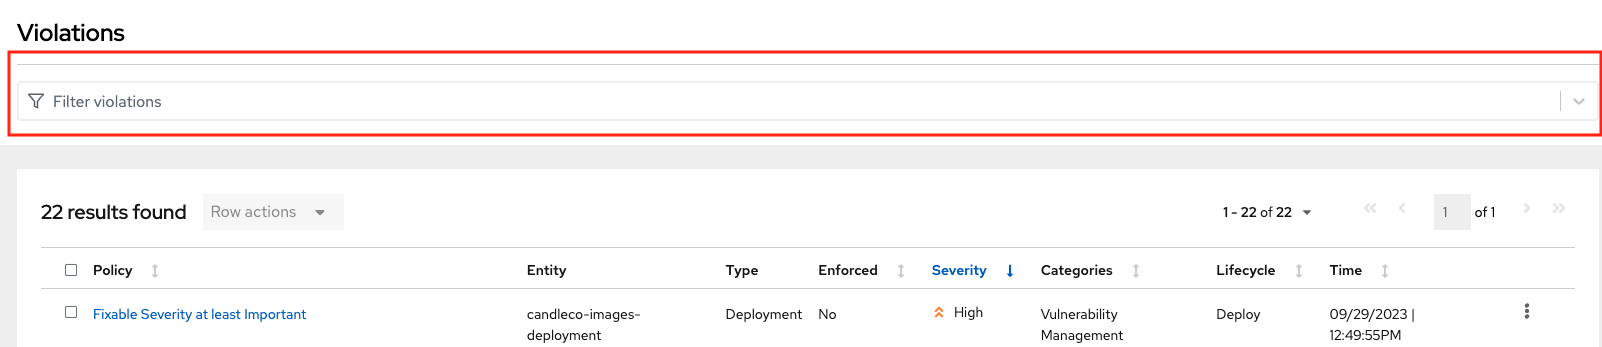 Violations
Filter violations
22 results found Row actions 1 - 22 of 22 1 of 1
Policy Entity Type Enforced Severity Categories Lifecycle Time
Fixable Severity at least Important candleco-images- Deployment No High Vulnerability Deploy 09/29/2023 |
deployment Management 12:49:55PM